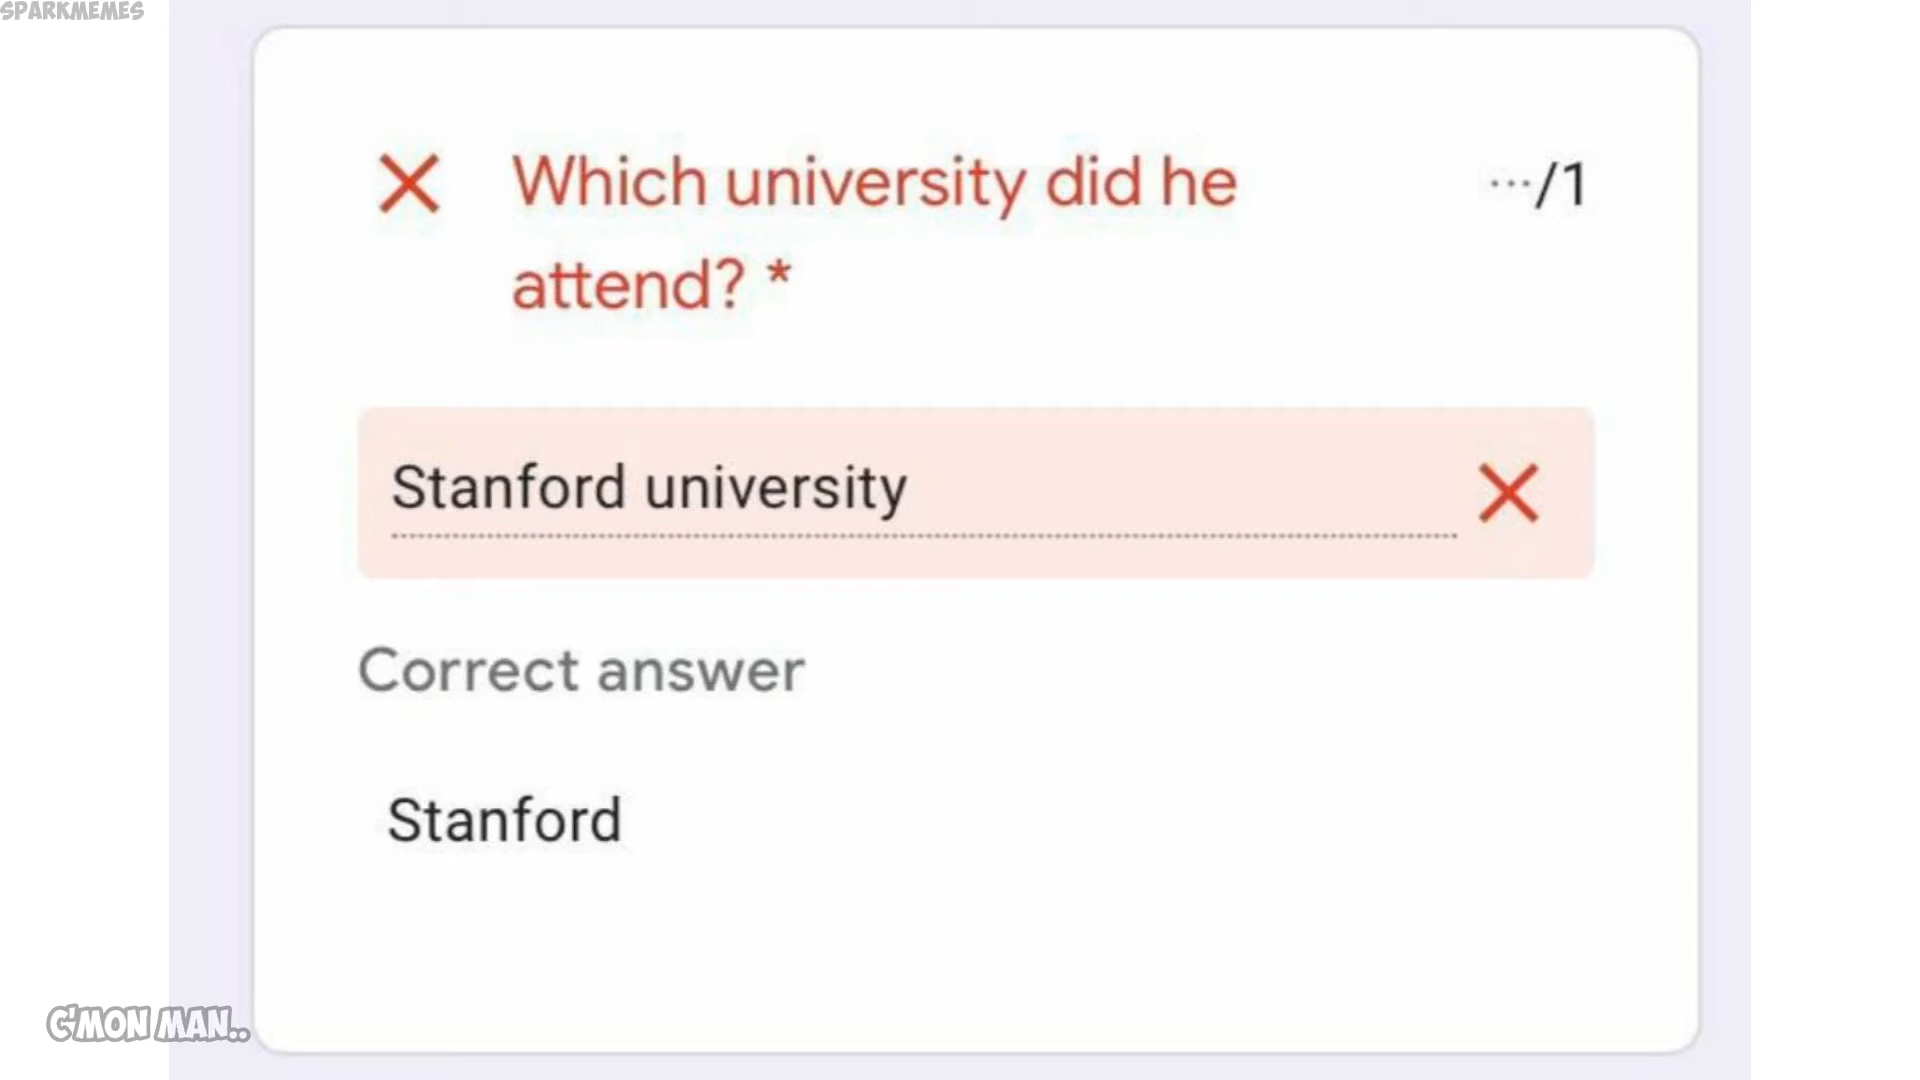 SPARKMEMES
Which university did he
attend? *
···/1
Stanford university
Correct answer
Stanford
C'MON MAN..